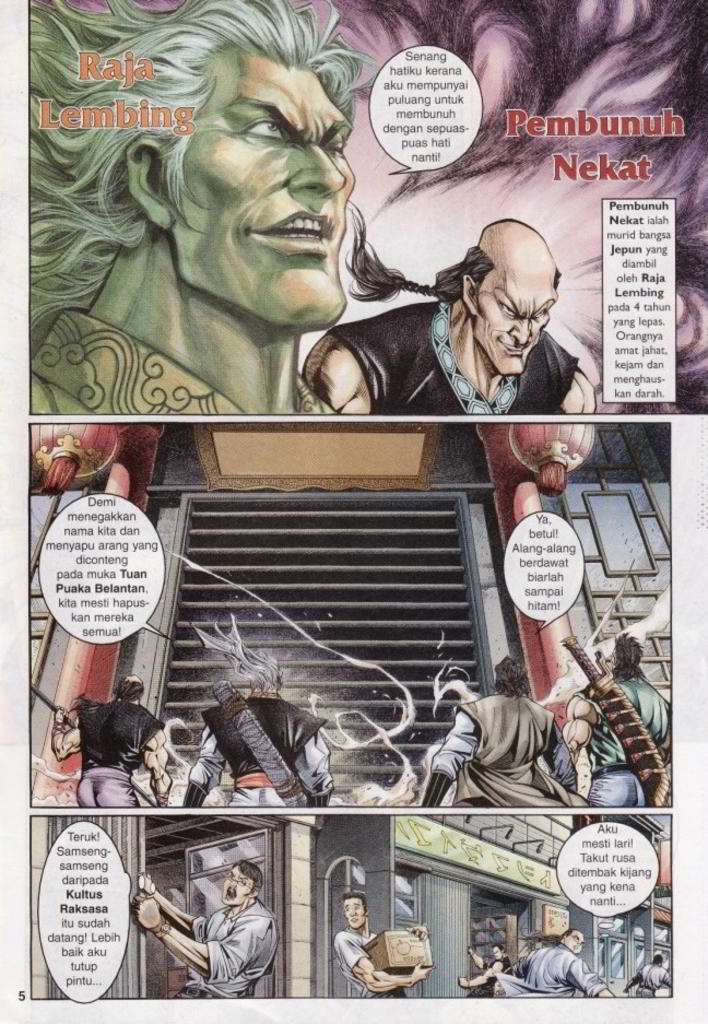 Raja
Lembing
Senang
hatiku kerana
aku mempunyai
puluang untuk
membunuh
dengan sepuas-
puas hati
nanti!
Pembunuh
Nekat
Pembunuh
Nekat ialah
murid bangsa
Jepun yang
diambil
oleh Raja
Lembing
pada 4 tahun
yang lepas.
Orangnya
amat jahat,
kejam dan
menghaus-
kan darah.
Demi
menegakkan
nama kita dan
menyapu arang yang
diconteng
pada muka Tuan
Puaka Belantan,
kita mesti hapus-
kan mereka
semua!
Ya,
betul!
Alang-alang
berdawat
biarlah
sampai
hitam!
Teruk!
Samseng-
samseng
daripada
Kultus
Raksasa
itu sudah
datang! Lebih
baik aku
tutup
pintu...
Aku
mesti lari!
Takut rusa
ditembak kijang
yang kena
nanti...
5